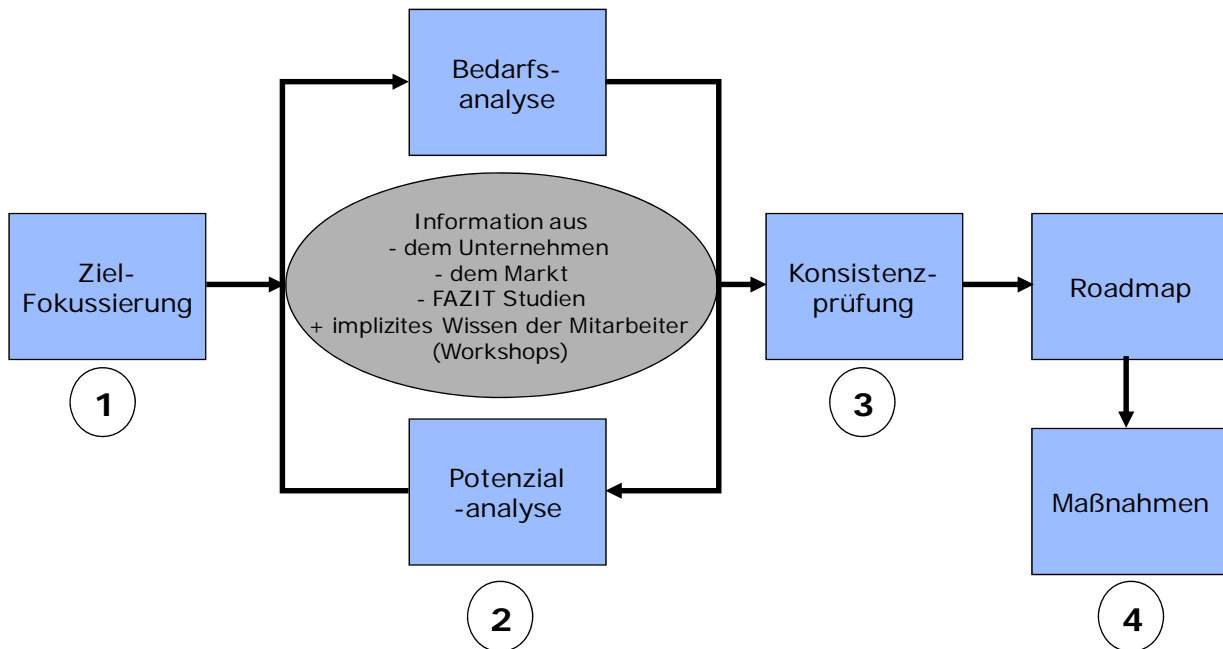 Bedarfs-
analyse
Information aus
- dem Unternehmen
- dem Markt
- FAZIT Studien
+ implizites Wissen der Mitarbeiter
(Workshops)
Ziel-
Fokussierung
Konsistenz-
prüfung
Roadmap
1
3
Potenzial
-analyse
Maßnahmen
2
4